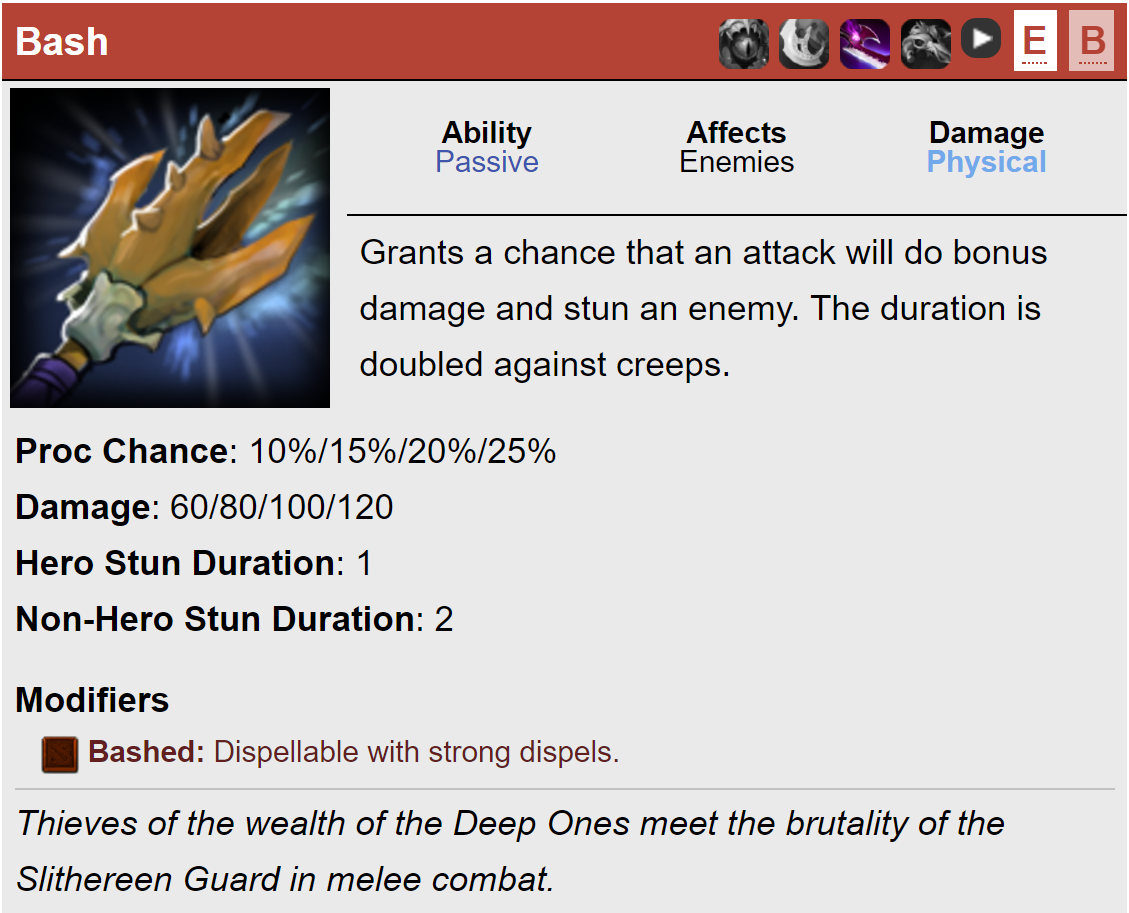 Bash
E B
Ability Affects Damage
Passive Enemies Physical
Grants a chance that an attack will do bonus
damage and stun an enemy. The duration is
doubled against creeps.
Proc Chance: 10%/15%/20%/25%
Damage: 60/80/100/120
Hero Stun Duration: 1
Non-Hero Stun Duration: 2
Modifiers
Bashed: Dispellable with strong dispels.
Thieves of the wealth of the Deep Ones meet the brutality of the
Slithereen Guard in melee combat.